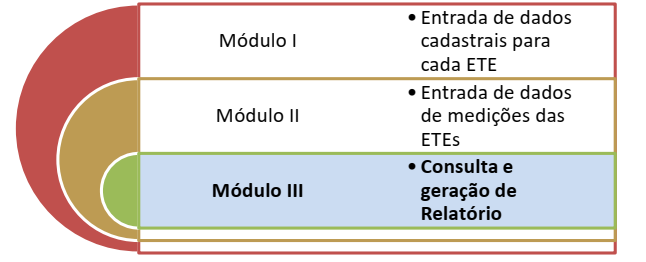 Módulo I
• Entrada de dados
cadastrais para
cada ETE
Módulo II
• Entrada de dados
de medições das
ETEs
Módulo III
• Consulta e
geração de
Relatório